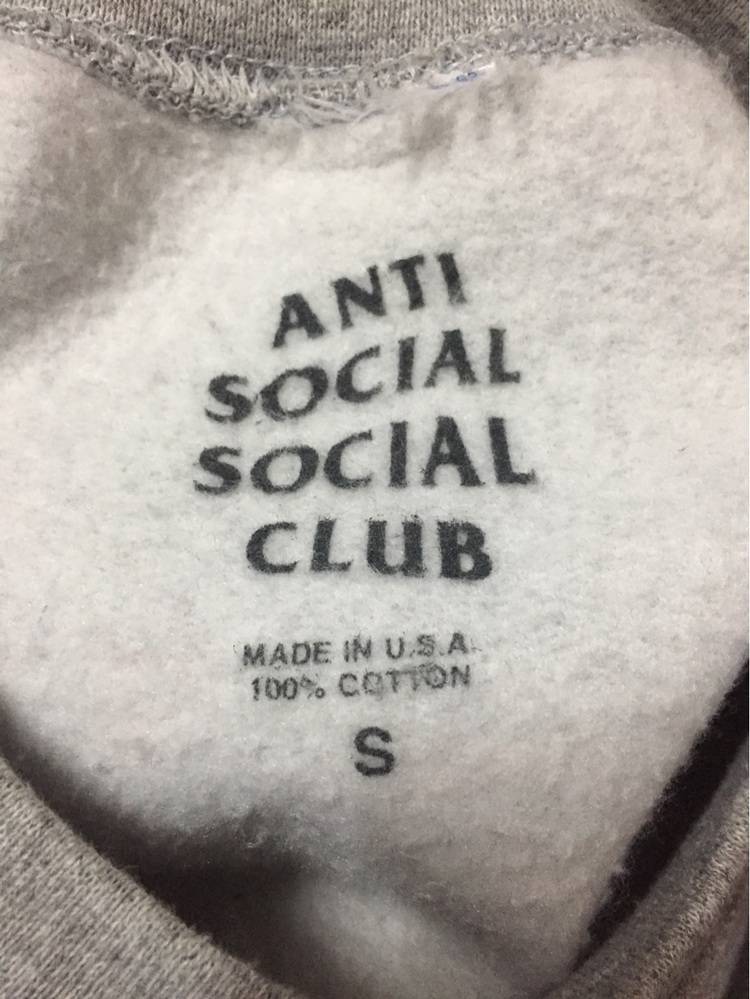 ANTI
SOCIAL
SOCIAL
CLUB
MADE IN U.S.A.
100% COTTON
S